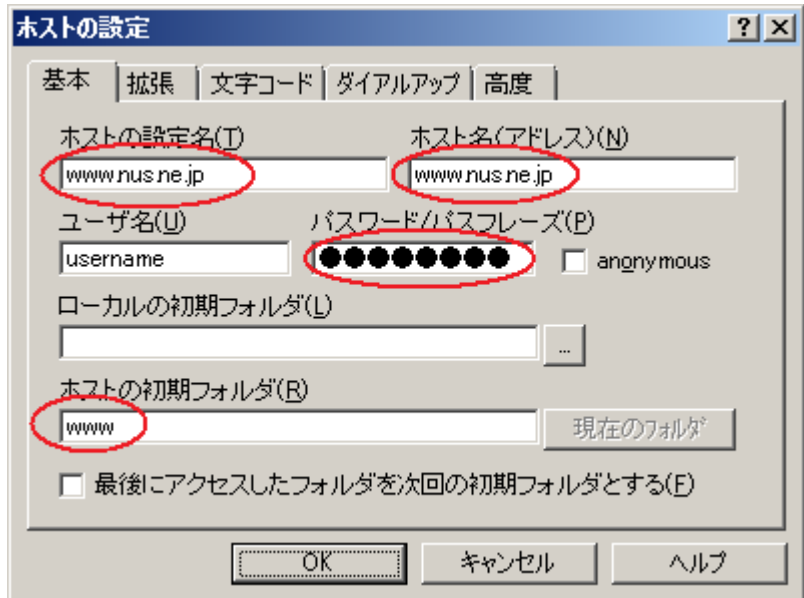 ホストの設定
基本 拡張 文字コード ダイアルアップ 高度
ホストの設定名(T) ホスト名(アドレス)(N)
www.nus.ne.jp www.nus.ne.jp
ユーザ名(U) パスワード/パスフレーズ(P)
username ●●●●●●●● anonymous
ローカルの初期フォルダ(L)
...
ホストの初期フォルダ(R)
www 現在のフォルダ
最後にアクセスしたフォルダを次回の初期フォルダとする(F)
OK キャンセル ヘルプ